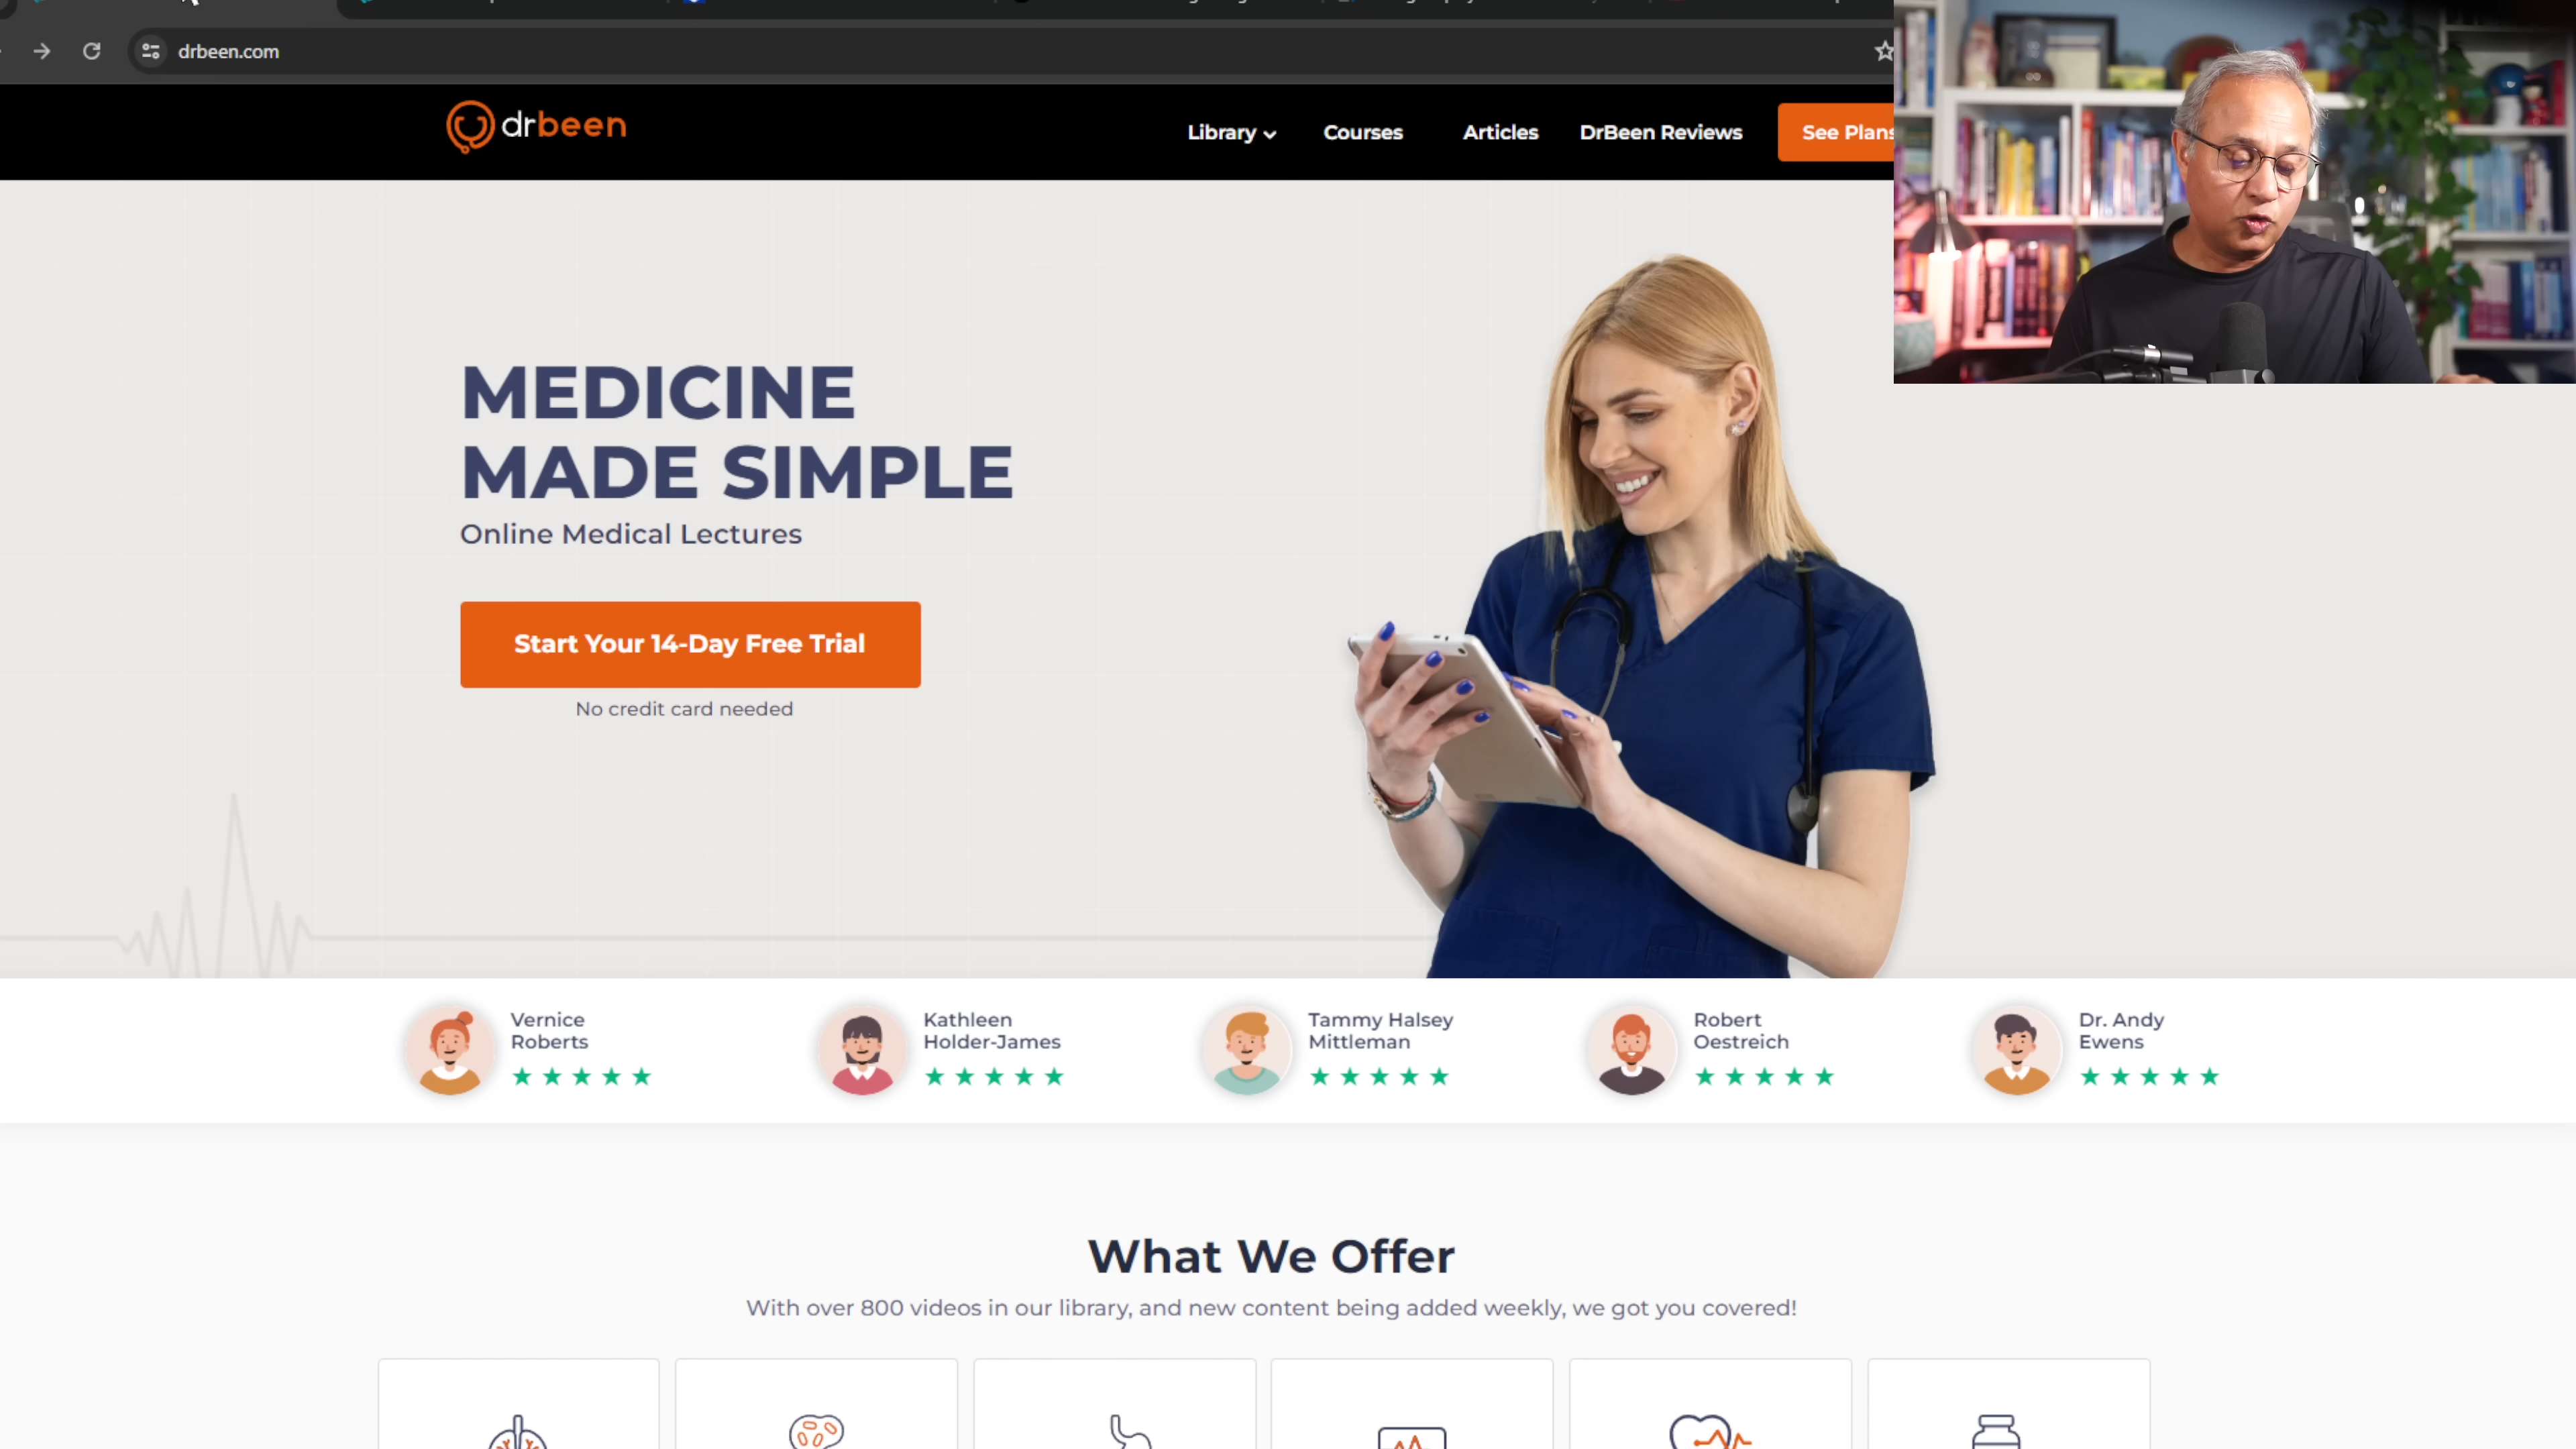 drbeen.com
drbeen
Library
Courses
Articles
DrBeen Reviews
See Plans
MEDICINE
MADE SIMPLE
Online Medical Lectures
Start Your 14-Day Free Trial
No credit card needed
Vernice
Roberts
Kathleen
Holder-James
Tammy Halsey
Mittleman
Robert
Oestreich
Dr. Andy
Ewens
What We Offer
With over 800 videos in our library, and new content being added weekly, we got you covered!